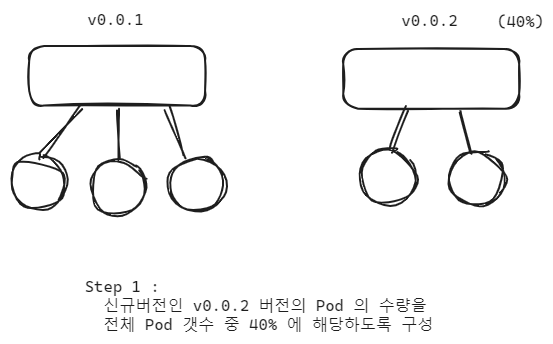 v0.0.1
v0.0.2 (40%)
Step 1 :
신규버전인 v0.0.2 버전의 Pod 의 수량을
전체 Pod 갯수 중 40% 에 해당하도록 구성